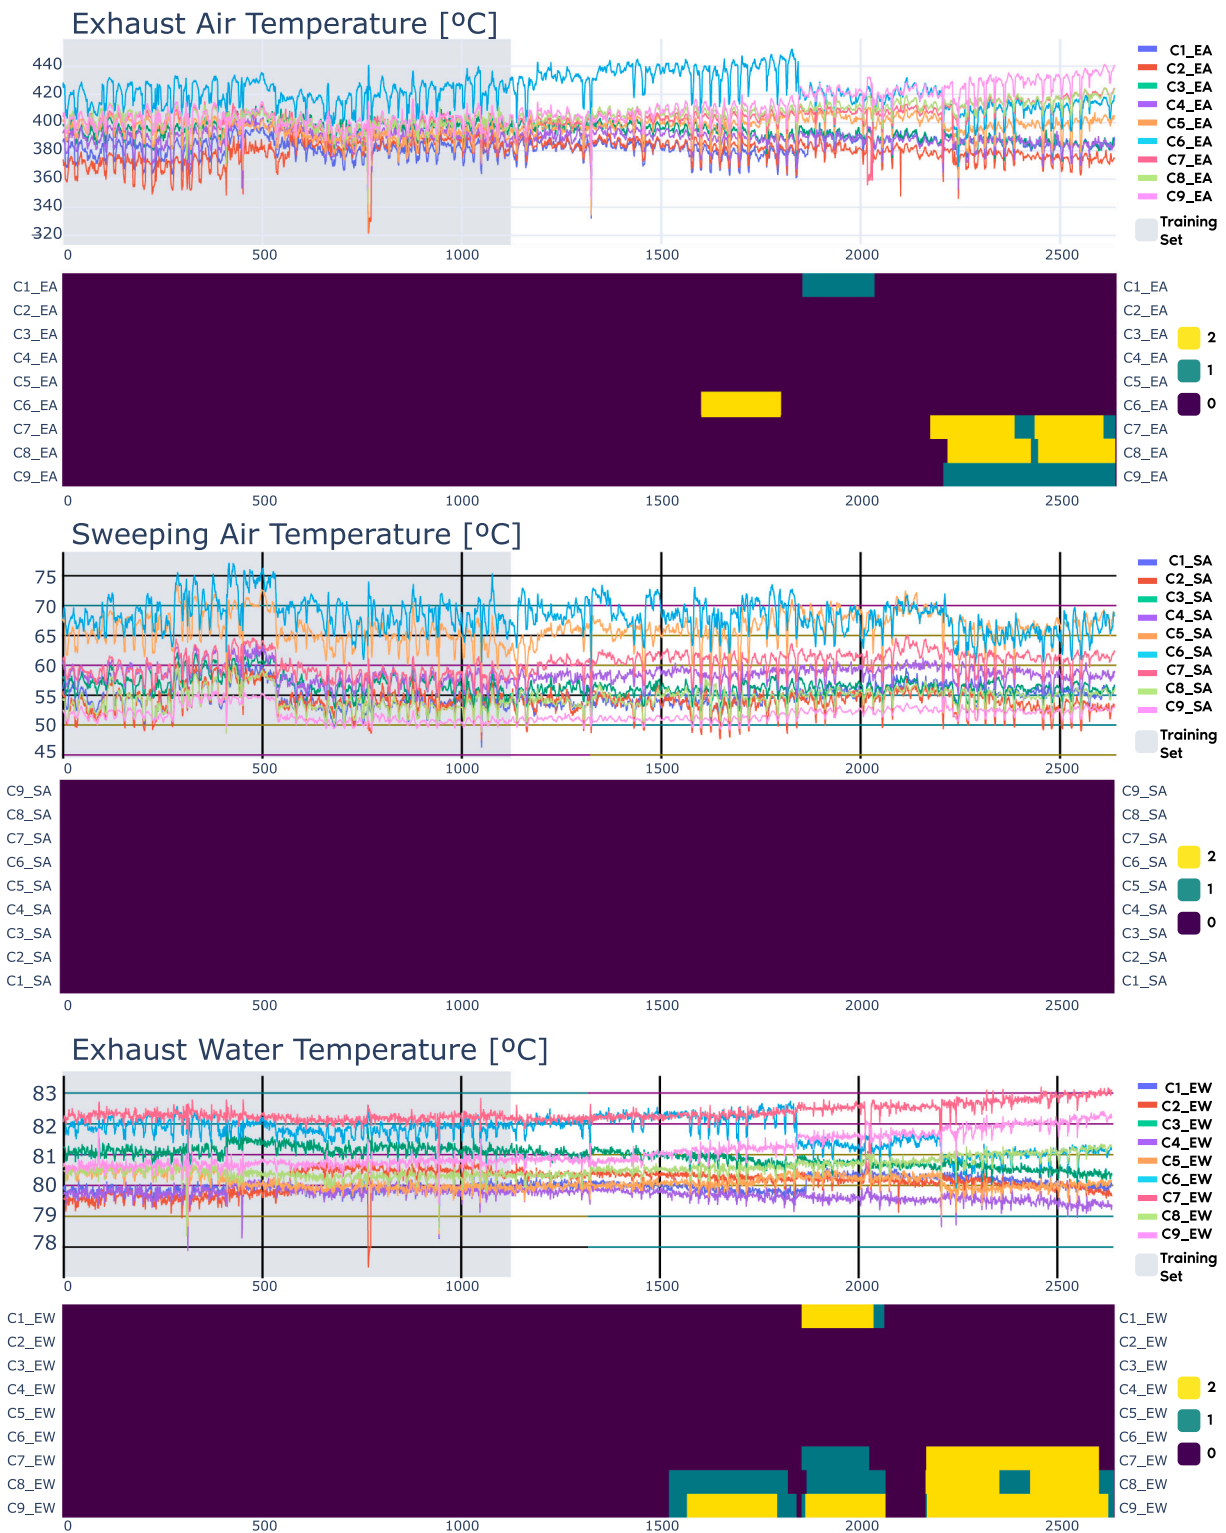 Exhaust Air Temperature [ºC]
440
420
400
380
360
340
320
0 500 1000 1500 2000 2500
C1_EA
C2_EA
C3_EA
C4_EA
C5_EA
C6_EA
C7_EA
C8_EA
C9_EA
Training
Set
C1_EA C1_EA
C2_EA C2_EA
C3_EA C3_EA
C4_EA C4_EA
C5_EA C5_EA
C6_EA C6_EA
C7_EA C7_EA
C8_EA C8_EA
C9_EA C9_EA
2
1
0
0 500 1000 1500 2000 2500
Sweeping Air Temperature [ºC]
75
70
65
60
55
50
45
0 500 1000 1500 2000 2500
C1_SA
C2_SA
C3_SA
C4_SA
C5_SA
C6_SA
C7_SA
C8_SA
C9_SA
Training
Set
C9_SA C9_SA
C8_SA C8_SA
C7_SA C7_SA
C6_SA C6_SA
C5_SA C5_SA
C4_SA C4_SA
C3_SA C3_SA
C2_SA C2_SA
C1_SA C1_SA
2
1
0
0 500 1000 1500 2000 2500
Exhaust Water Temperature [ºC]
83
82
81
80
79
78
0 500 1000 1500 2000 2500
C1_EW
C2_EW
C3_EW
C4_EW
C5_EW
C6_EW
C7_EW
C8_EW
C9_EW
Training
Set
C1_EW C1_EW
C2_EW C2_EW
C3_EW C3_EW
C4_EW C4_EW
C5_EW C5_EW
C6_EW C6_EW
C7_EW C7_EW
C8_EW C8_EW
C9_EW C9_EW
2
1
0
0 500 1000 1500 2000 2500